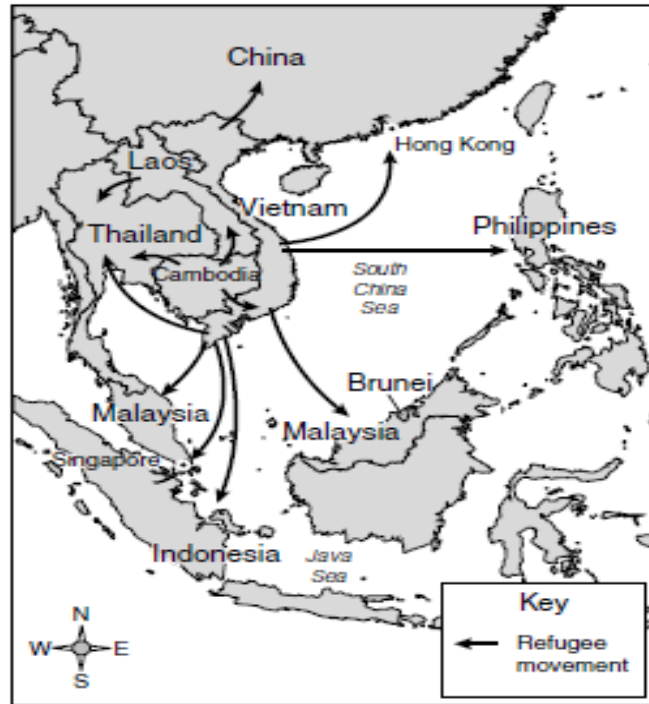 China
Hong Kong
Laos
Vietnam
Philippines
Thailand
Cambodia
South
China
Sea
Brunei
Malaysia
Malaysia
Singapore
Indonesia
Java
Sea
Key
Refugee
movement
N
W
E
S